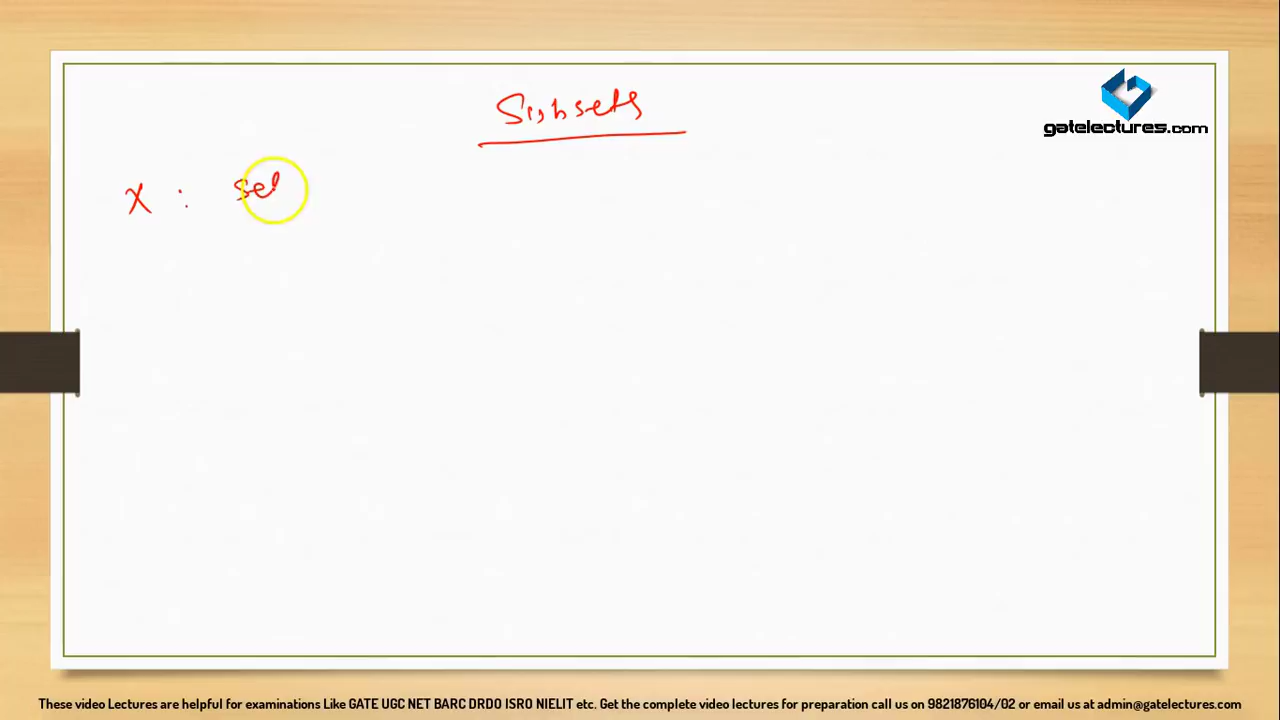 Subsets
gatelectures.com
X : Set
These video Lectures are helpful for examinations Like GATE UGC NET BARC DRDO ISRO NIELIT etc. Get the complete video lectures for preparation call us on 9821876104/02 or email us at admin@gatelectures.com